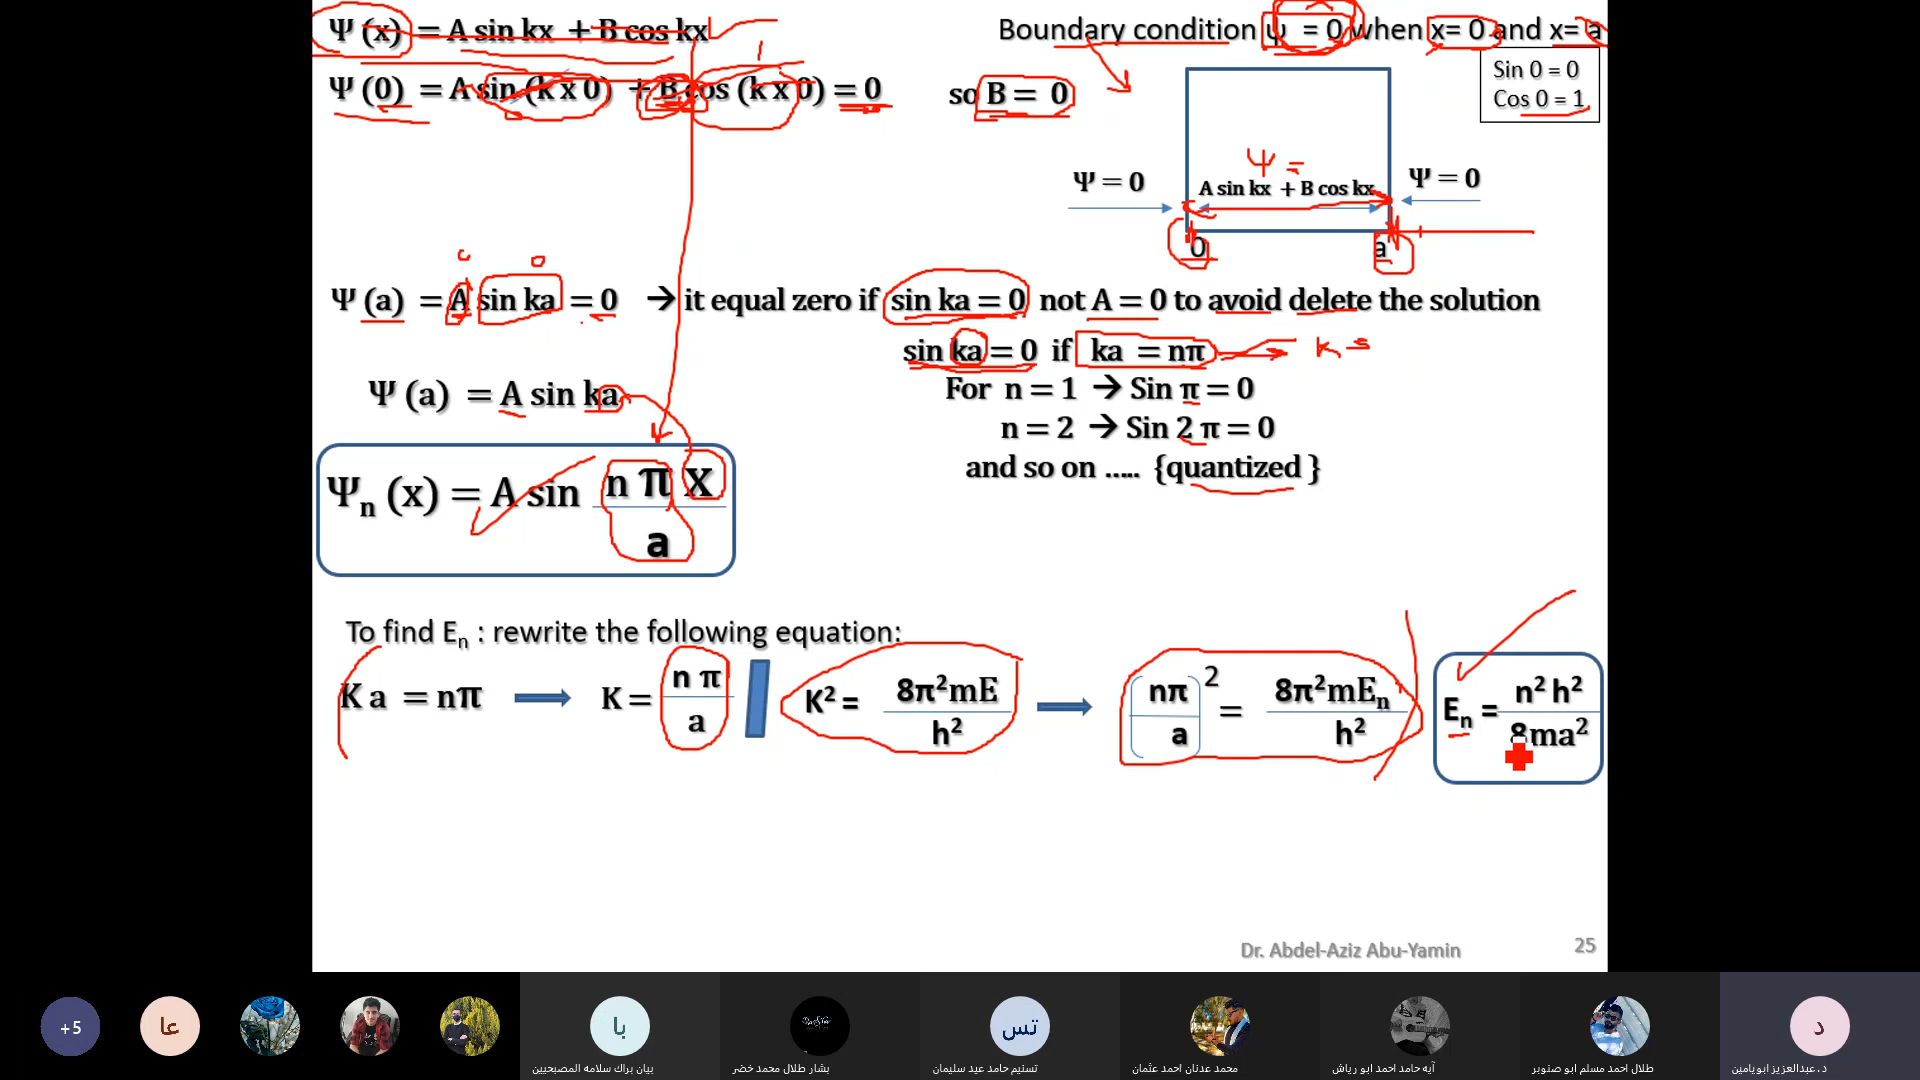 Ψ (x) = A sin kx + B cos kx
Boundary condition ψ = 0 when x= 0 and x= a
Sin 0 = 0
Cos 0 = 1
Ψ (0) = A sin (k x 0) + B cos (k x 0) = 0 so B = 0
1
Ψ =
Ψ = 0
A sin kx + B cos kx
Ψ = 0
0
a
0
Ψ (a) = A sin ka = 0 → it equal zero if sin ka = 0 not A = 0 to avoid delete the solution
sin ka = 0 if ka = nπ
k =
For n = 1 → Sin π = 0
Ψ (a) = A sin ka
n = 2 → Sin 2 π = 0
and so on ..... {quantized }
Ψn (x) = A sin n π x / a
To find En : rewrite the following equation:
K a = nπ
K = n π / a
K² = 8π²mE / h²
[nπ / a]² = 8π²mEn / h²
En = n² h² / 8ma²
Dr. Abdel-Aziz Abu-Yamin
25
+5
عا
با
تس
د
بيان براك سلامه المصبحيين
بشار طلال محمد خضر
تسنيم حامد عيد سليمان
محمد عدنان احمد عثمان
آيه حامد احمد ابو رياش
طلال احمد مسلم ابو صنوبر
د.عبدالعزيز ابويامين